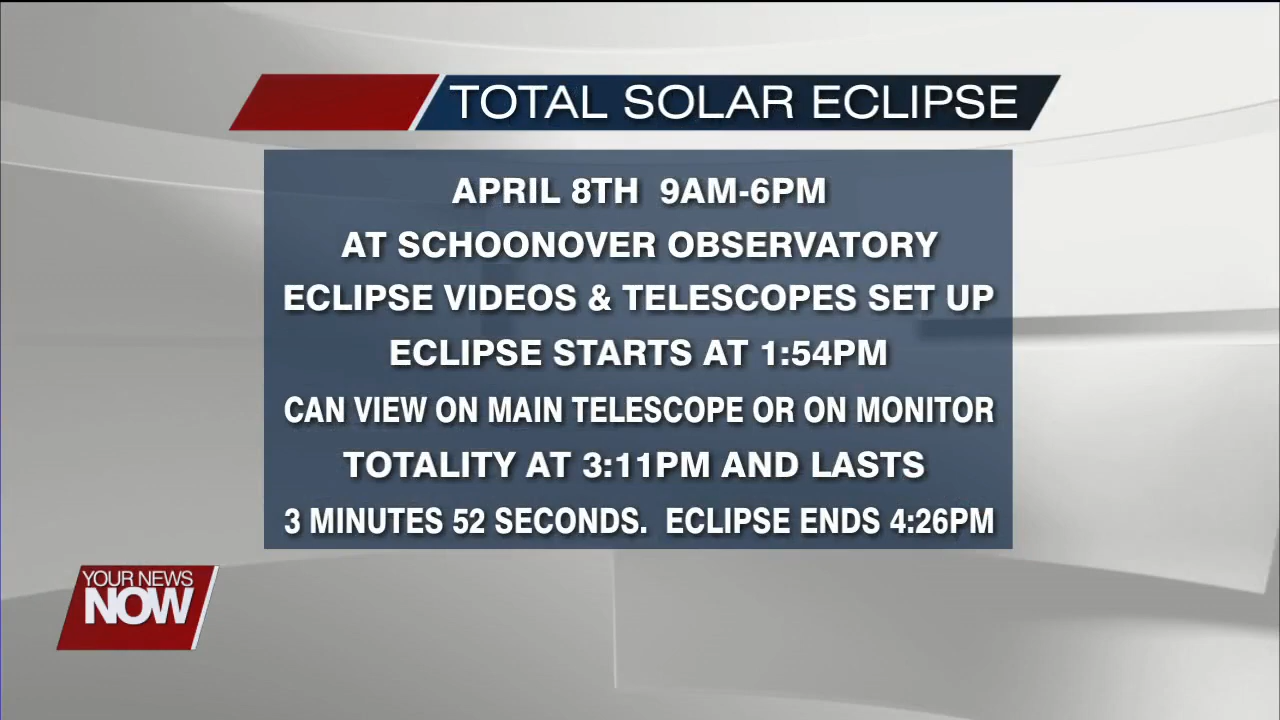 TOTAL SOLAR ECLIPSE
APRIL 8TH 9AM-6PM
AT SCHOONOVER OBSERVATORY
ECLIPSE VIDEOS & TELESCOPES SET UP
ECLIPSE STARTS AT 1:54PM
CAN VIEW ON MAIN TELESCOPE OR ON MONITOR
TOTALITY AT 3:11PM AND LASTS
3 MINUTES 52 SECONDS. ECLIPSE ENDS 4:26PM
YOUR NEWS
NOW